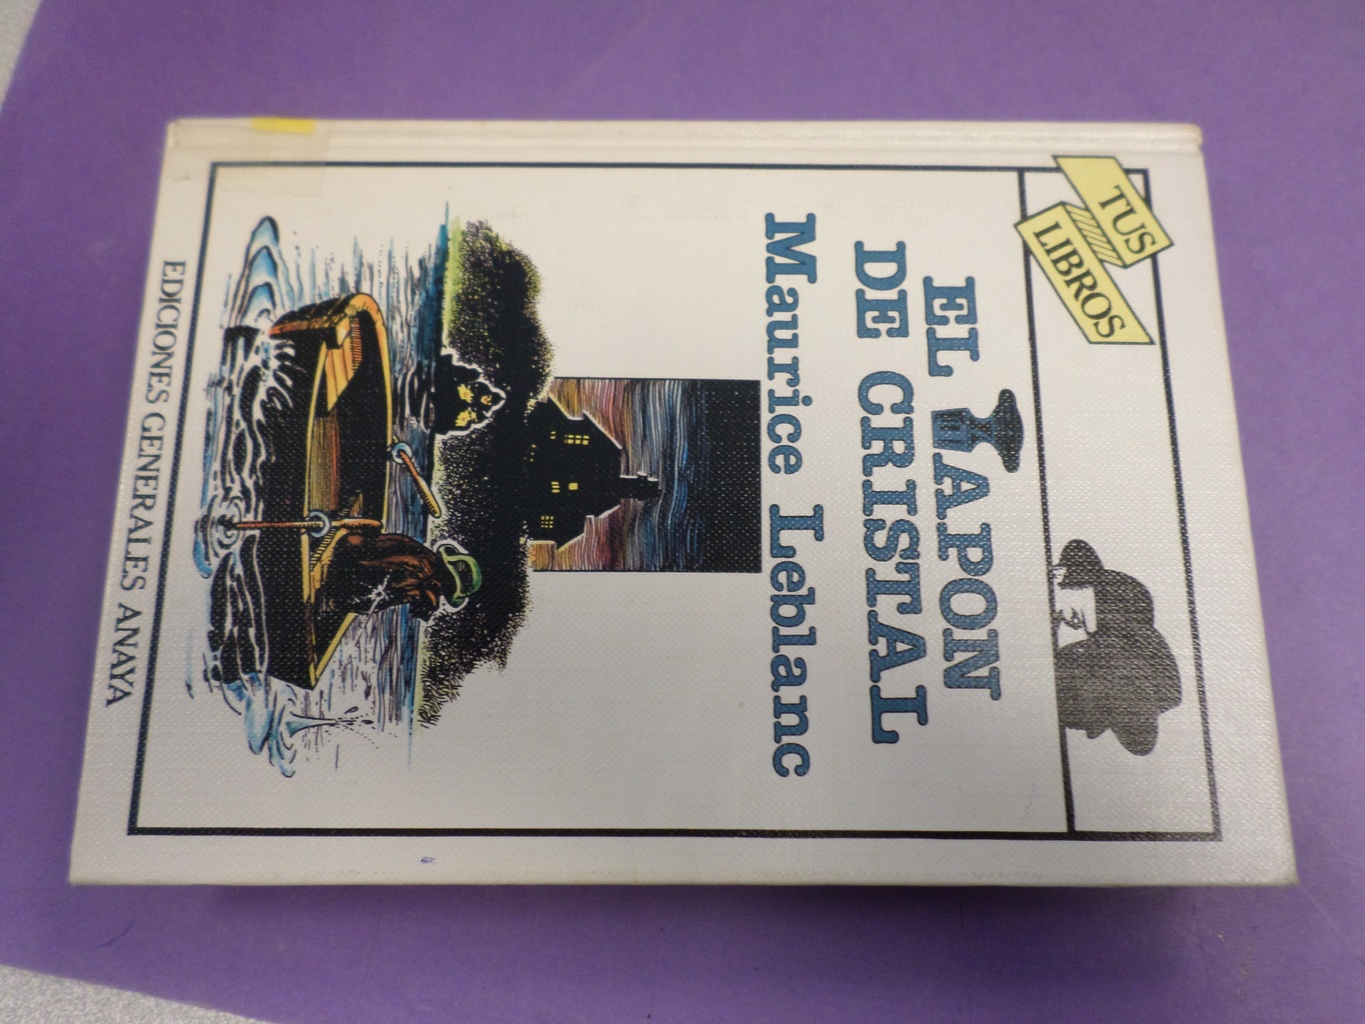 TUS
LIBROS
EL TAPON
DE CRISTAL
Maurice Leblanc
EDICIONES GENERALES ANAYA